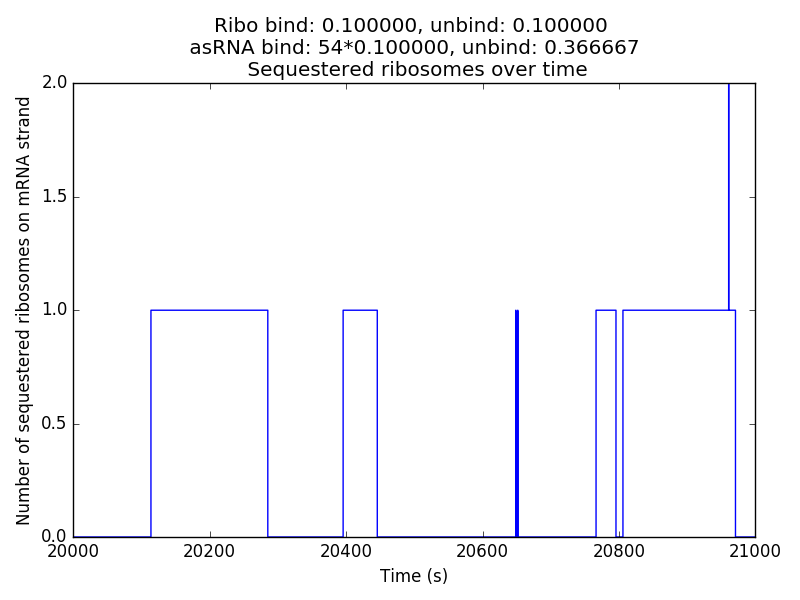 Ribo bind: 0.100000, unbind: 0.100000
asRNA bind: 54*0.100000, unbind: 0.366667
Sequestered ribosomes over time
Number of sequestered ribosomes on mRNA strand
2.0
1.5
1.0
0.5
0.0
20000 20200 20400 20600 20800 21000
Time (s)